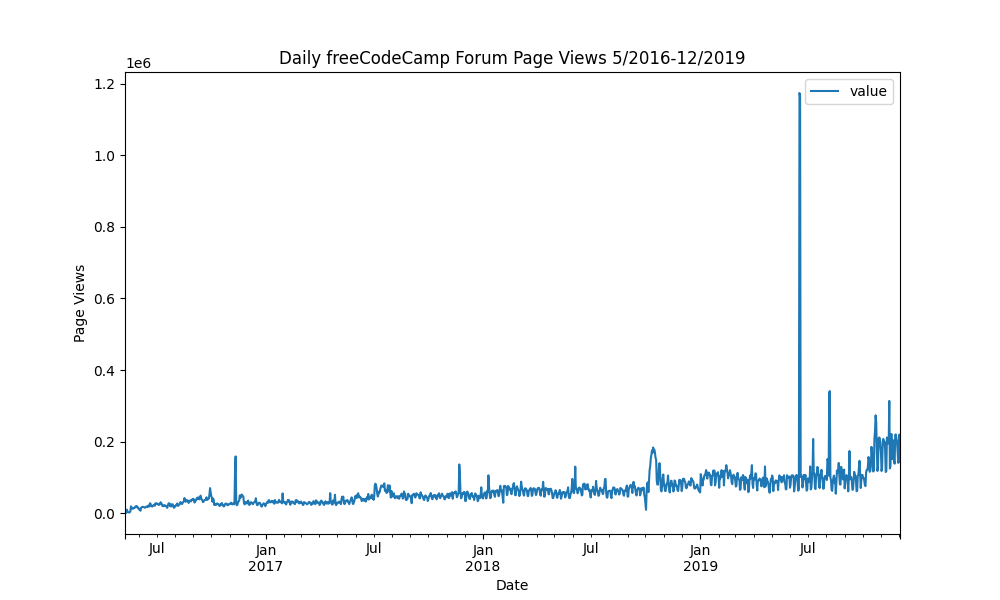 Daily freeCodeCamp Forum Page Views 5/2016-12/2019
1e6
value
1.2
1.0
0.8
0.6
0.4
0.2
0.0
Page Views
Jul
Jan
2017
Jul
Jan
2018
Jul
Jan
2019
Jul
Date